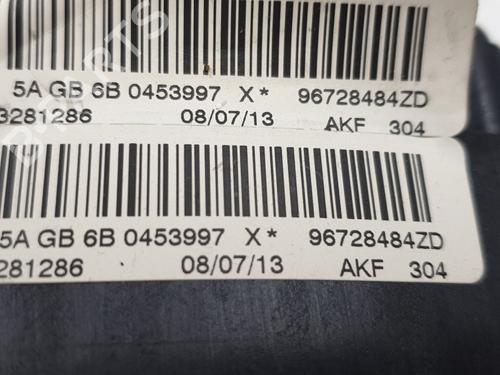 5A GB 6B 0453997 X* 96728484ZD
3281286 08/07/13 AKF 304
5A GB 6B 0453997 X* 96728484ZD
281286 08/07/13 AKF 304